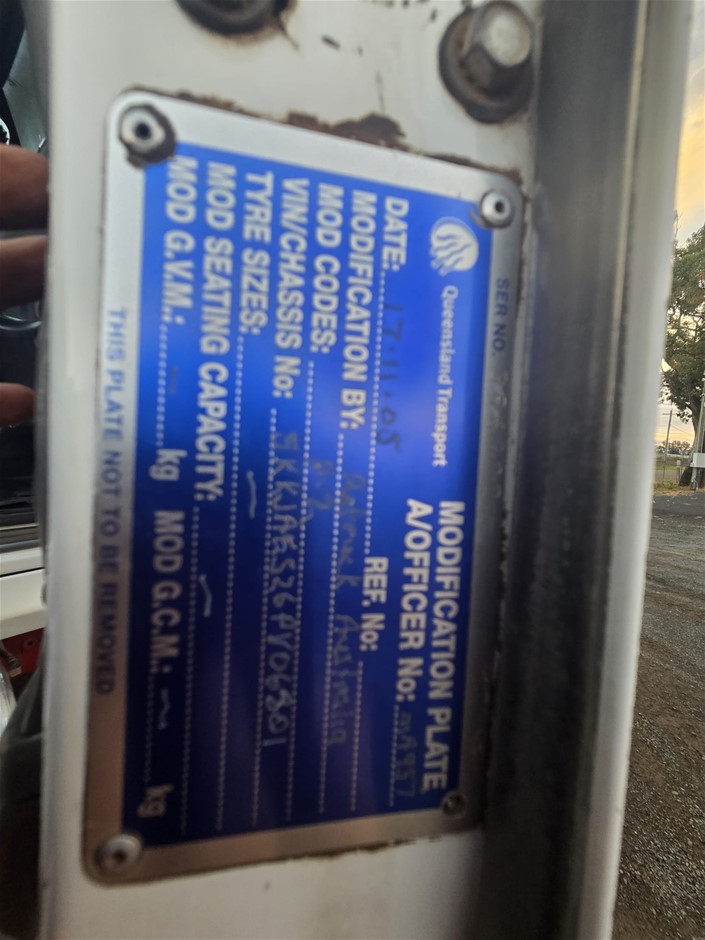 SER NO.
Queensland Transport
MODIFICATION PLATE
A/OFFICER No:
DATE: 17.11.05
MODIFICATION BY: Australia REF. No:
MOD CODES:
VIN/CHASSIS No:
TYRE SIZES: —
MOD SEATING CAPACITY: —
MOD G.V.M.: — kg MOD G.C.M. — kg
THIS PLATE NOT TO BE REMOVED